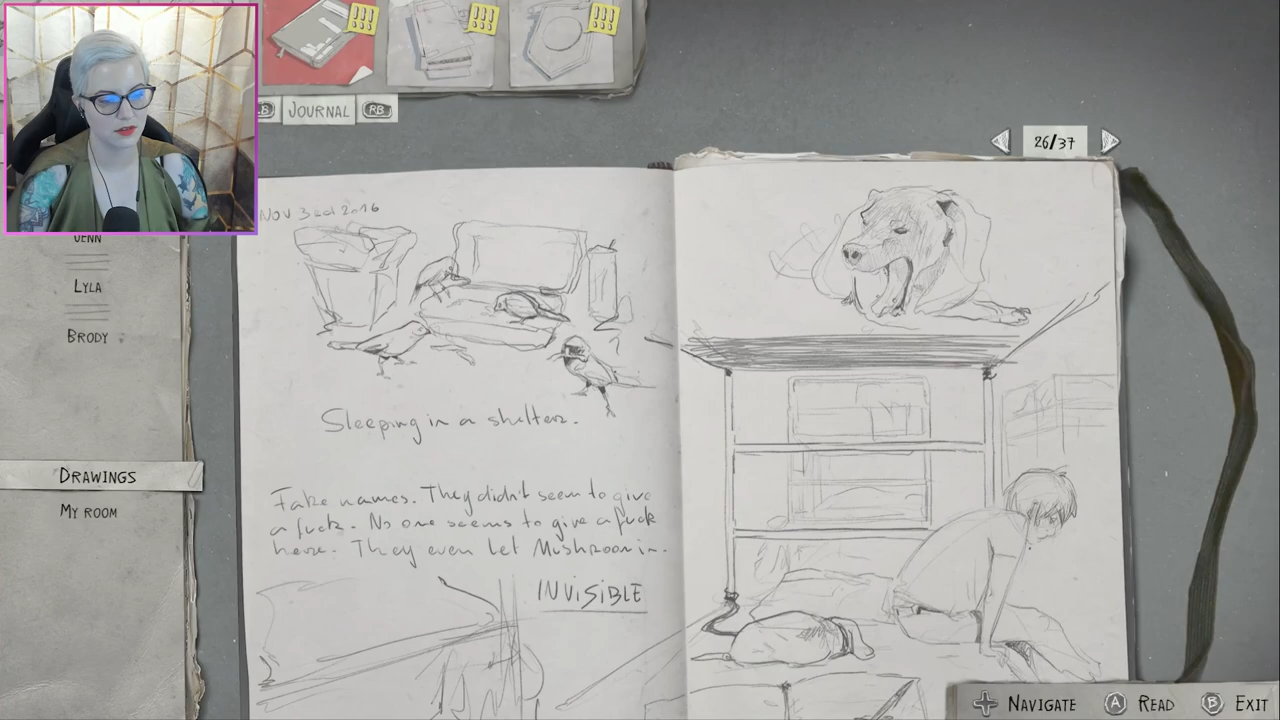 RB
JOURNAL
26/37
NOV 3rd 2016
LYLA
BRODY
DRAWINGS
MY ROOM
Sleeping in a shelter.
Fake names. They didn't seem to give
a fuck. No one seems to give a fuck
here. They even let Mushroom in.
INVISIBLE
NAVIGATE
A READ
B EXIT